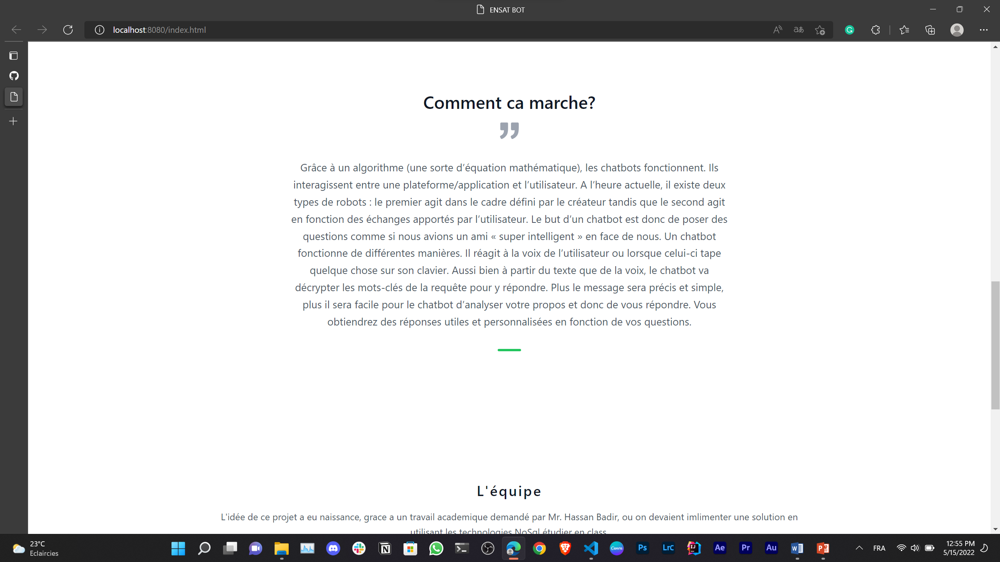 ENSAT BOT
localhost:8080/index.html
Comment ca marche?
Grâce à un algorithme (une sorte d’équation mathématique), les chatbots fonctionnent. Ils
interagissent entre une plateforme/application et l’utilisateur. A l’heure actuelle, il existe deux
types de robots : le premier agit dans le cadre défini par le créateur tandis que le second agit
en fonction des échanges apportés par l’utilisateur. Le but d’un chatbot est donc de poser des
questions comme si nous avions un ami « super intelligent » en face de nous. Un chatbot
fonctionne de différentes manières. Il réagit à la voix de l’utilisateur ou lorsque celui-ci tape
quelque chose sur son clavier. Aussi bien à partir du texte que de la voix, le chatbot va
décrypter les mots-clés de la requête pour y répondre. Plus le message sera précis et simple,
plus il sera facile pour le chatbot d’analyser votre propos et donc de vous répondre. Vous
obtiendrez des réponses utiles et personnalisées en fonction de vos questions.
L'équipe
L'idée de ce projet a eu naissance, grace a un travail academique demandé par Mr. Hassan Badir, ou on devaient imlimenter une solution en
utilisant les technologies NoSql étudier en class
23°C
Eclaircies
Canva
Ps
LrC
IJ
Ae
Pr
Au
FRA
12:55 PM
5/15/2022